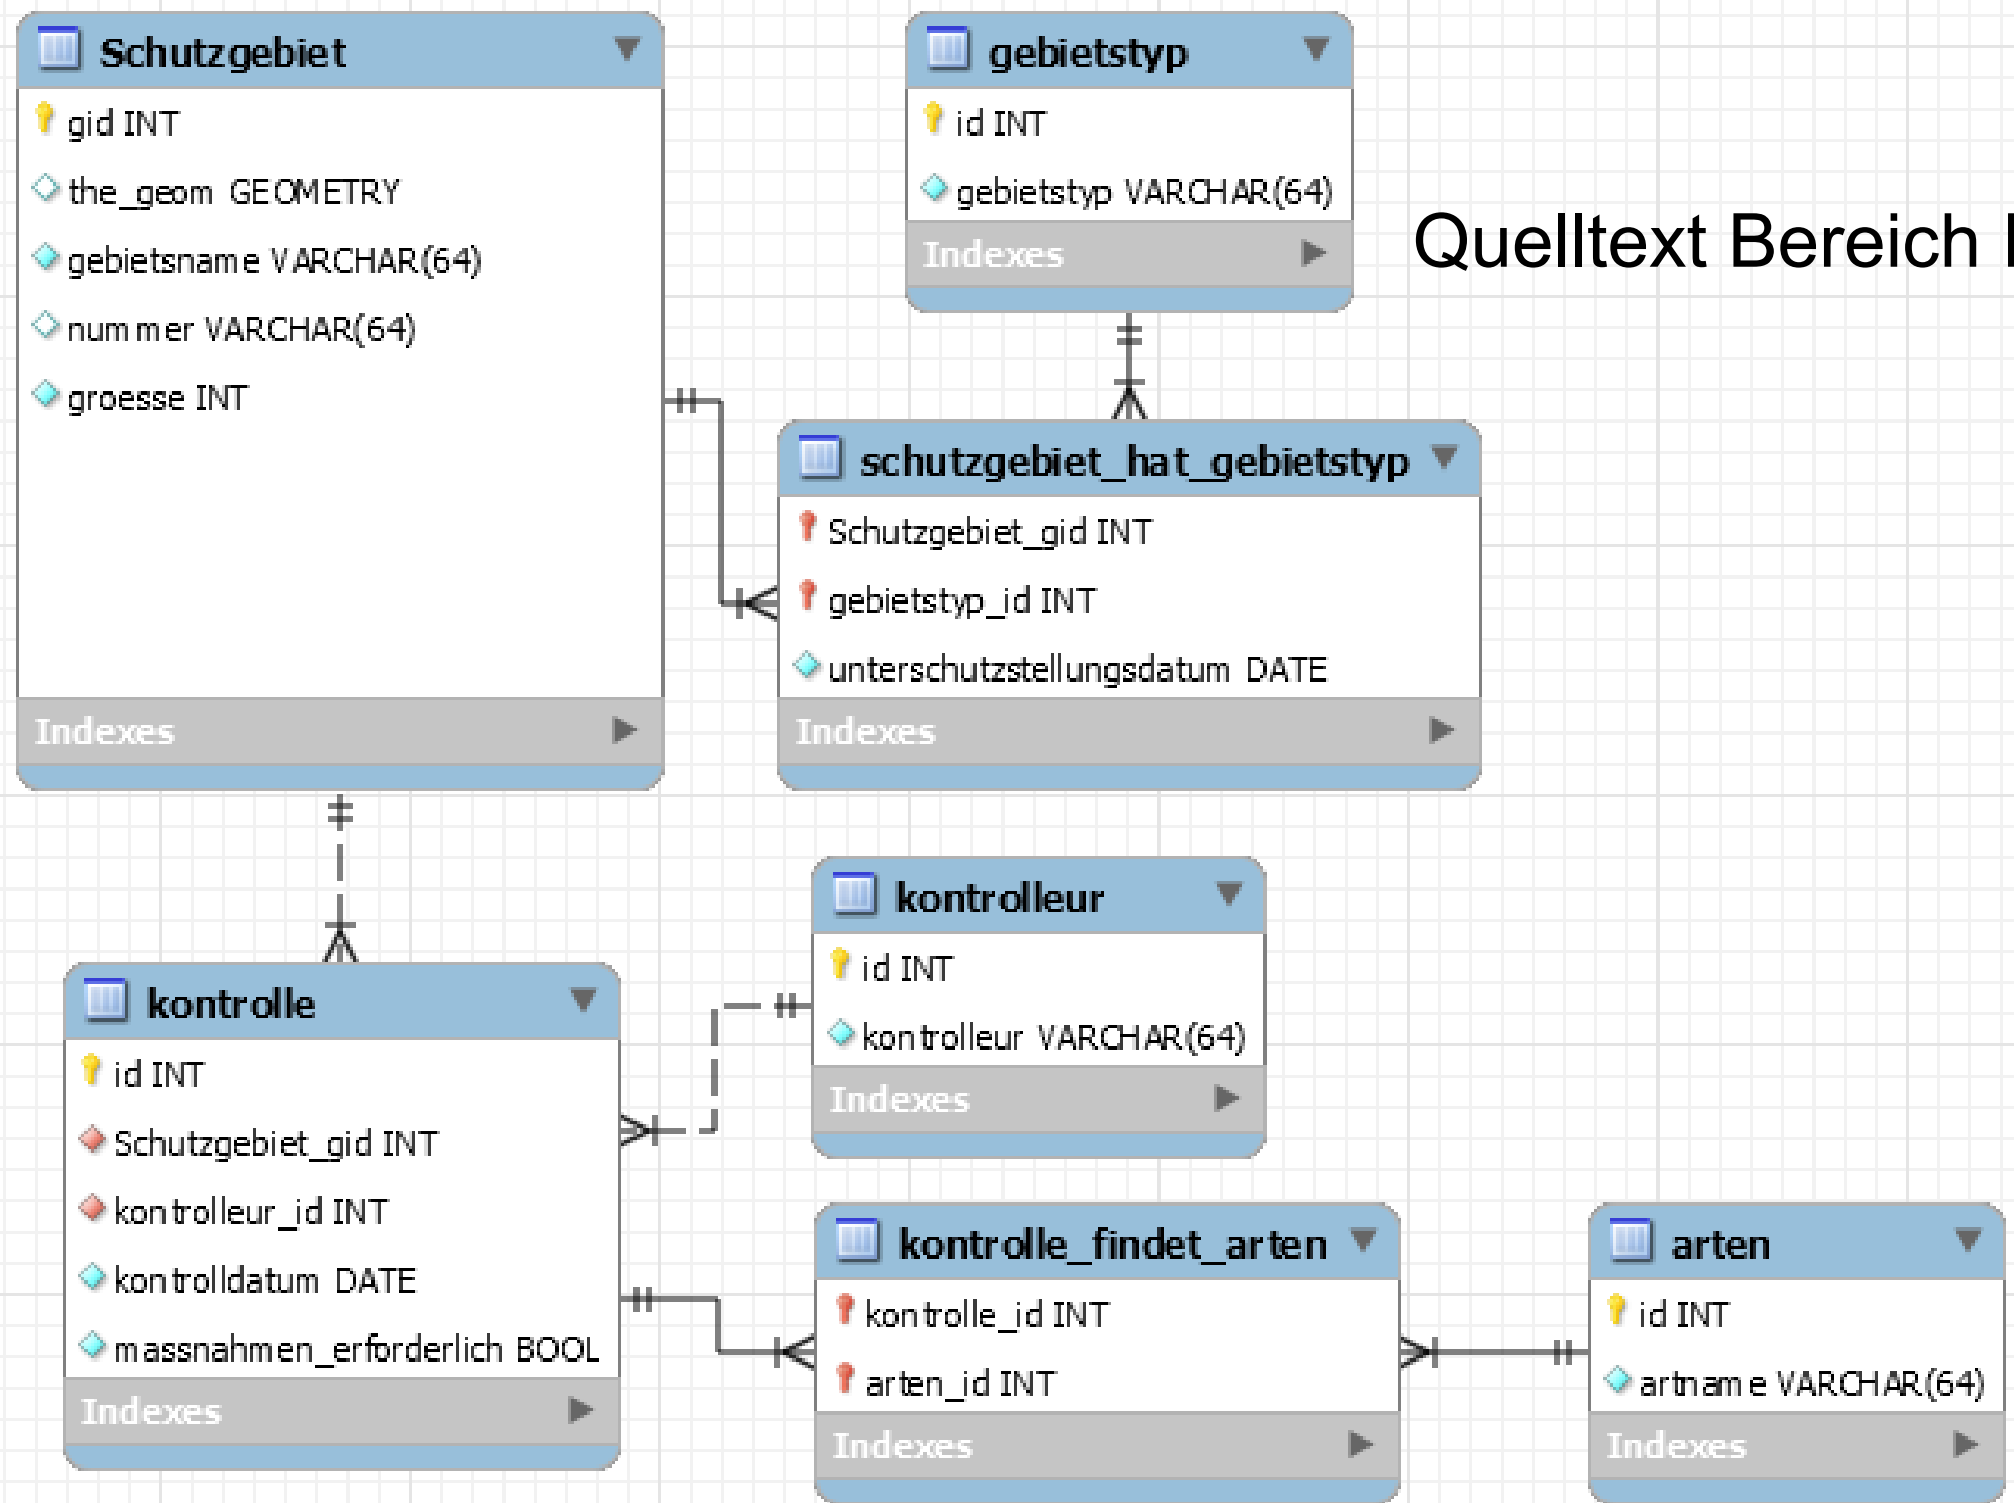 Schutzgebiet
gid INT
the_geom GEOMETRY
gebietsname VARCHAR(64)
nummer VARCHAR(64)
groesse INT
Indexes
gebietstyp
id INT
gebietstyp VARCHAR(64)
Indexes
Quelltext Bereich
schutzgebiet_hat_gebietstyp
Schutzgebiet_gid INT
gebietstyp_id INT
unterschutzstellungsdatum DATE
Indexes
kontrolleur
id INT
kontrolleur VARCHAR(64)
Indexes
kontrolle
id INT
Schutzgebiet_gid INT
kontrolleur_id INT
kontrolldatum DATE
massnahmen_erforderlich BOOL
Indexes
kontrolle_findet_arten
kontrolle_id INT
arten_id INT
Indexes
arten
id INT
artname VARCHAR(64)
Indexes